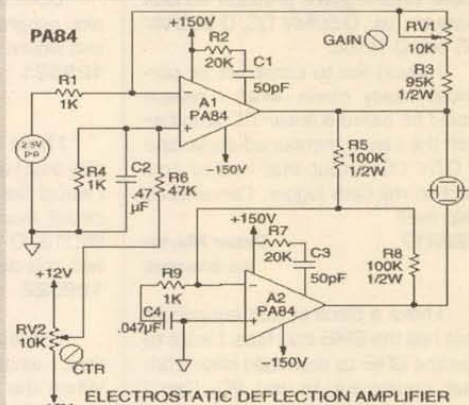 PA84
+150V
R2
20K
C1
50pF
GAIN
RV1
10K
R1
1K
A1
PA84
R3
95K
1/2W
2.5V
P-P
-150V
R4
1K
C2
.47
µF
R6
47K
R5
100K
1/2W
+150V
R7
20K
C3
50pF
R8
100K
1/2W
+12V
R9
1K
A2
PA84
RV2
10K
C4
.047µF
CTR
-150V
ELECTROSTATIC DEFLECTION AMPLIFIER